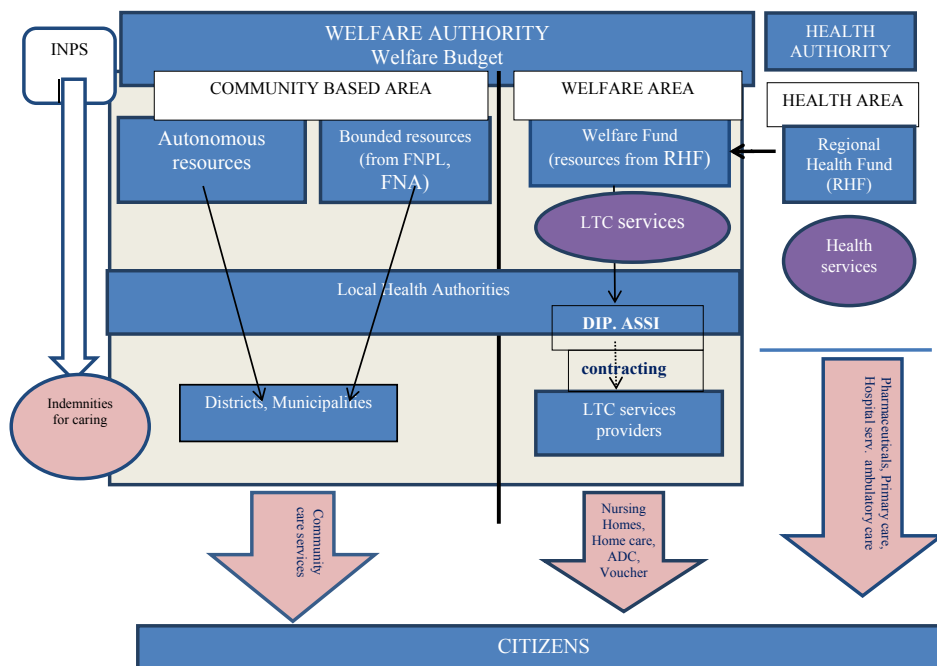 INPS
WELFARE AUTHORITY
Welfare Budget
HEALTH
AUTHORITY
COMMUNITY BASED AREA
WELFARE AREA
HEALTH AREA
Autonomous
resources
Bounded resources
(from FNPL,
FNA)
Welfare Fund
(resources from RHF)
Regional
Health Fund
(RHF)
LTC services
Health
services
Local Health Authorities
DIP. ASSI
contracting
Indemnities
for caring
Districts, Municipalities
LTC services
providers
Community
care services
Nursing
Homes,
Home care,
ADC,
Voucher
Pharmaceuticals, Primary care,
Hospital serv. ambulatory care
CITIZENS